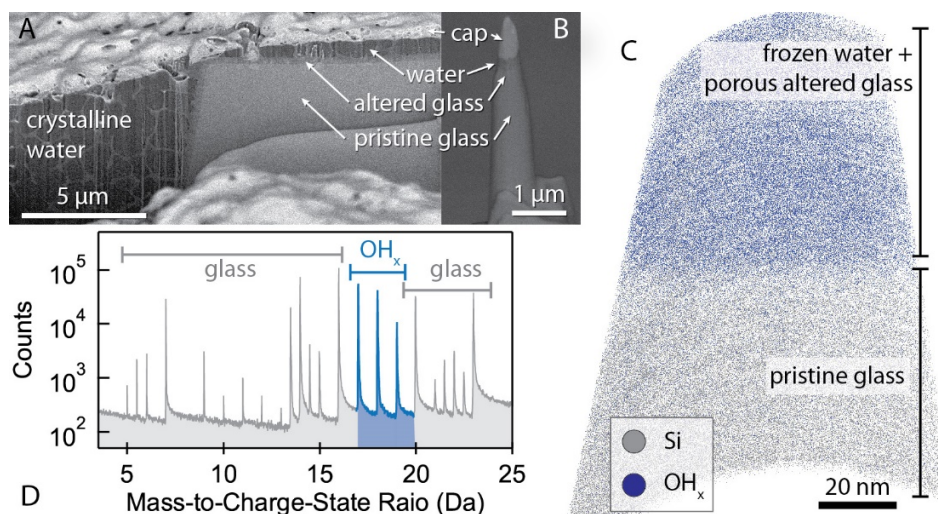 A
cap
B
water
altered glass
crystalline
water
pristine glass
5 µm
1 µm
C
frozen water +
porous altered glass
pristine glass
Si
OHₓ
20 nm
D
glass
OHₓ
glass
Counts
10⁵
10⁴
10³
10²
5 10 15 20 25
Mass-to-Charge-State Raio (Da)